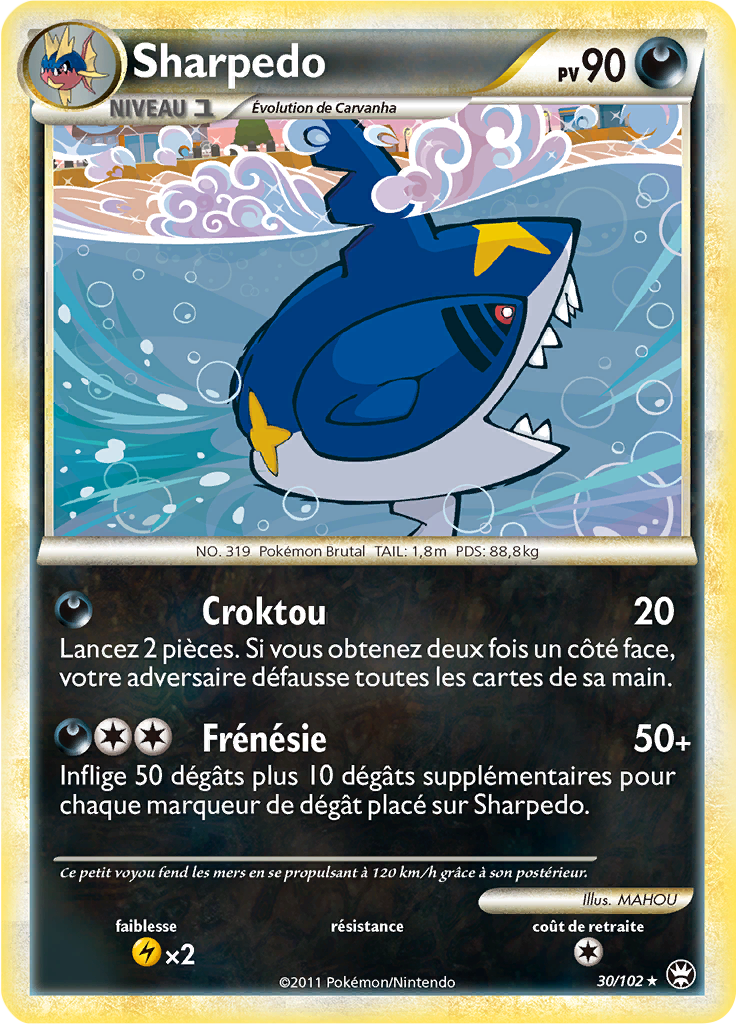 Sharpedo
PV 90
NIVEAU 1
Évolution de Carvanha
NO. 319 Pokémon Brutal TAIL: 1,8m PDS: 88,8kg
Croktou 20
Lancez 2 pièces. Si vous obtenez deux fois un côté face,
votre adversaire défausse toutes les cartes de sa main.
Frénésie 50+
Inflige 50 dégâts plus 10 dégâts supplémentaires pour
chaque marqueur de dégât placé sur Sharpedo.
Ce petit voyou fend les mers en se propulsant à 120 km/h grâce à son postérieur.
Illus. MAHOU
faiblesse résistance coût de retraite
×2
©2011 Pokémon/Nintendo 30/102 ★